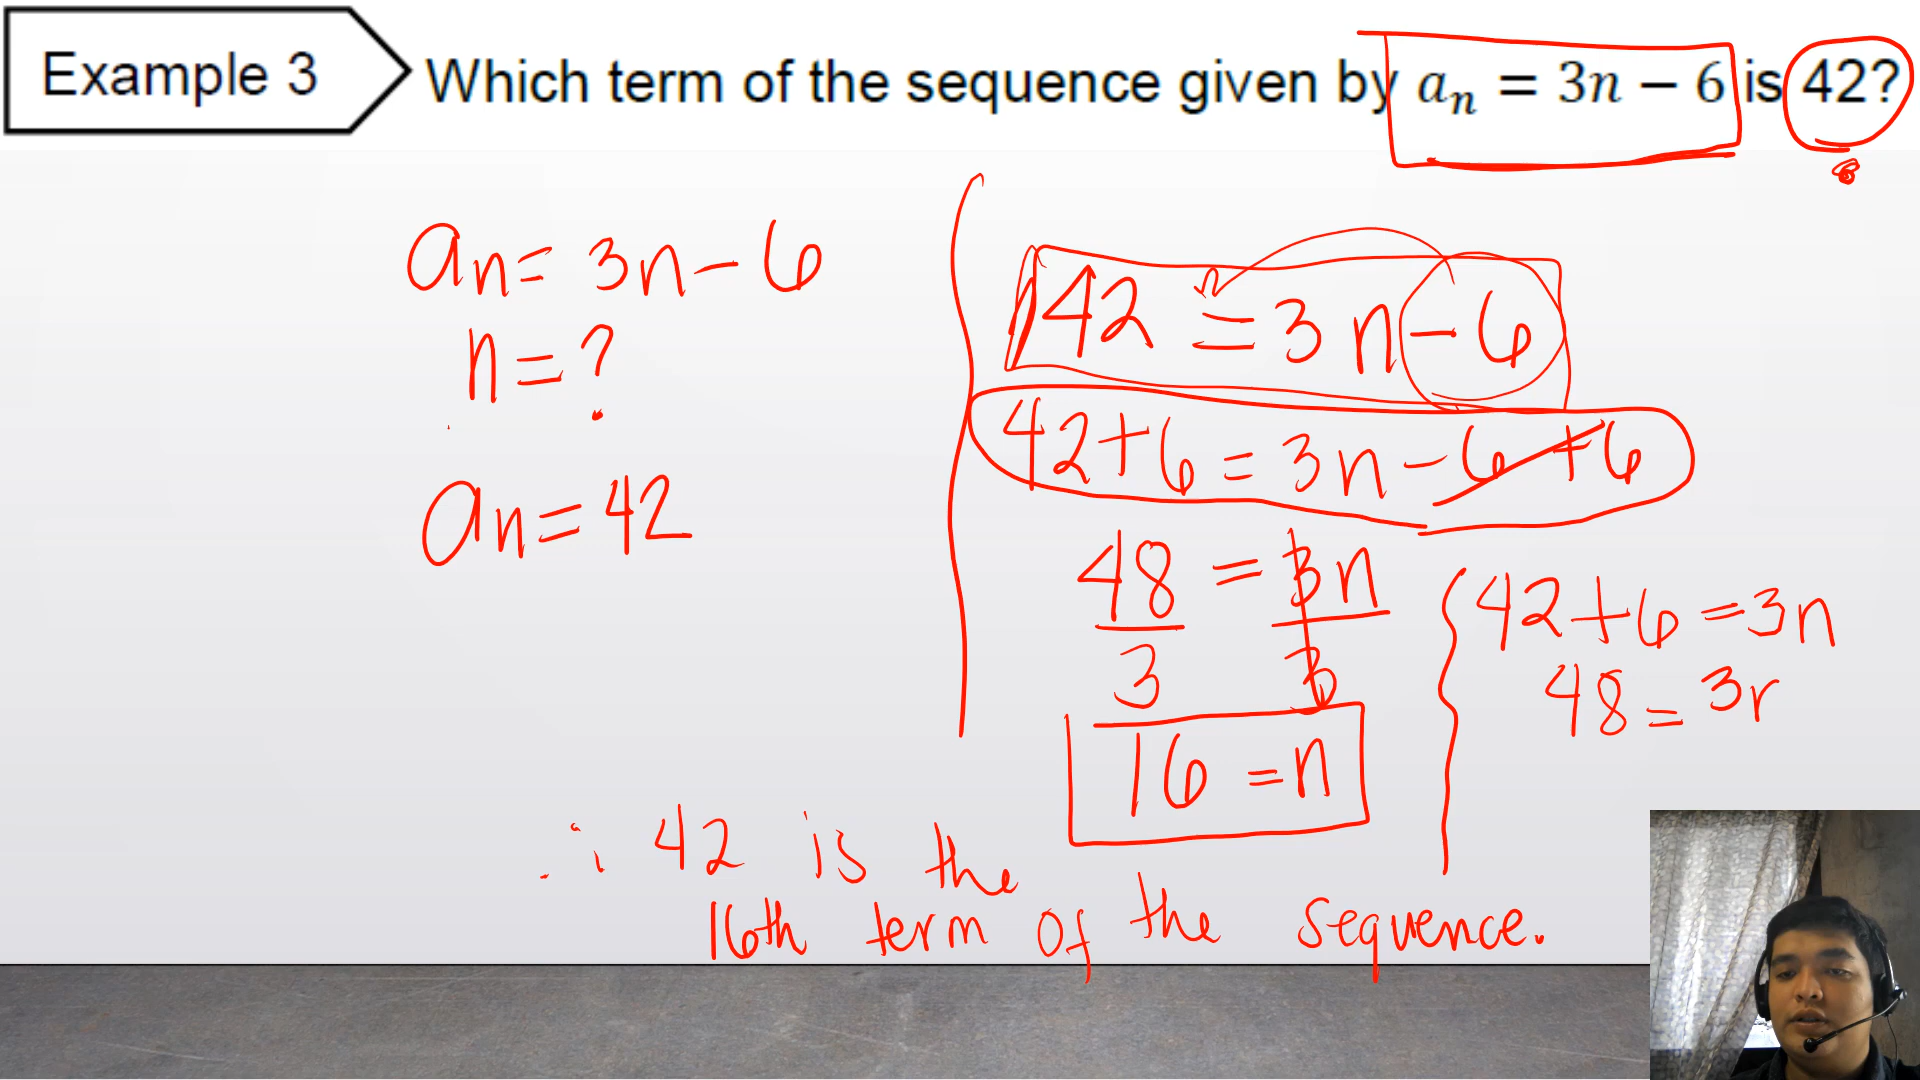 Example 3
Which term of the sequence given by aₙ = 3n − 6 is 42?
an = 3n - 6
n = ?
an = 42
42 = 3n - 6
42 + 6 = 3n - 6 + 6
48 = 3n
3 3
16 = n
42 + 6 = 3n
48 = 3n
∴ 42 is the
16th term of the sequence.